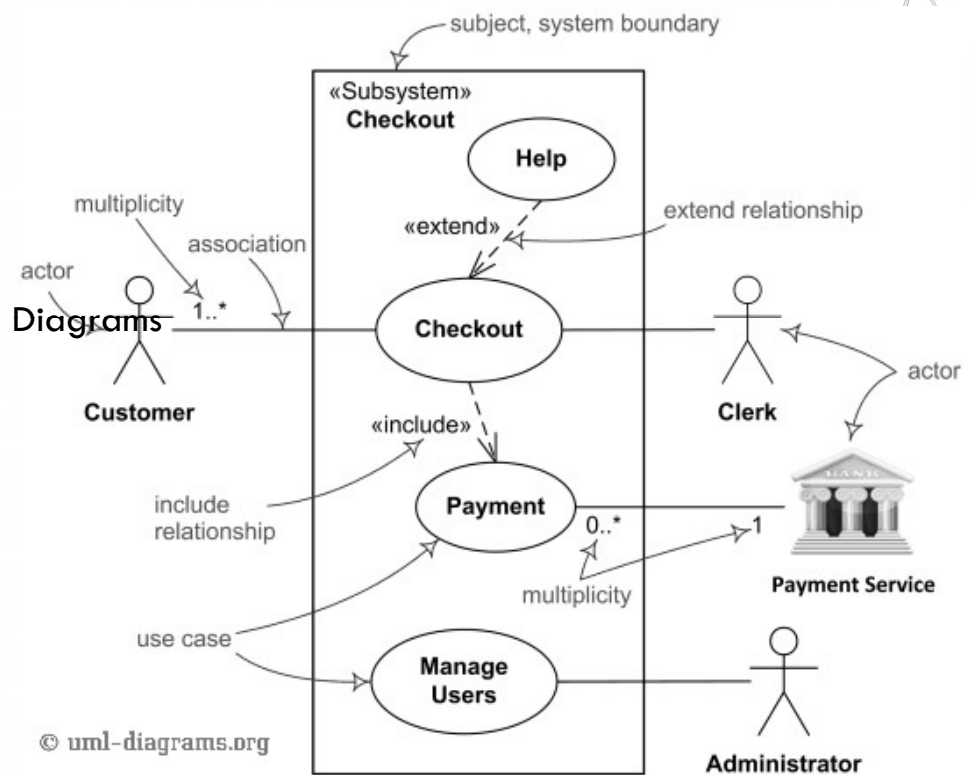 subject, system boundary
«Subsystem»
Checkout
Help
multiplicity
«extend»
extend relationship
association
actor
1..*
Diagrams
Checkout
actor
Customer
Clerk
«include»
BANK
include
relationship
Payment
0..*
1
multiplicity
Payment Service
use case
Manage
Users
© uml-diagrams.org
Administrator